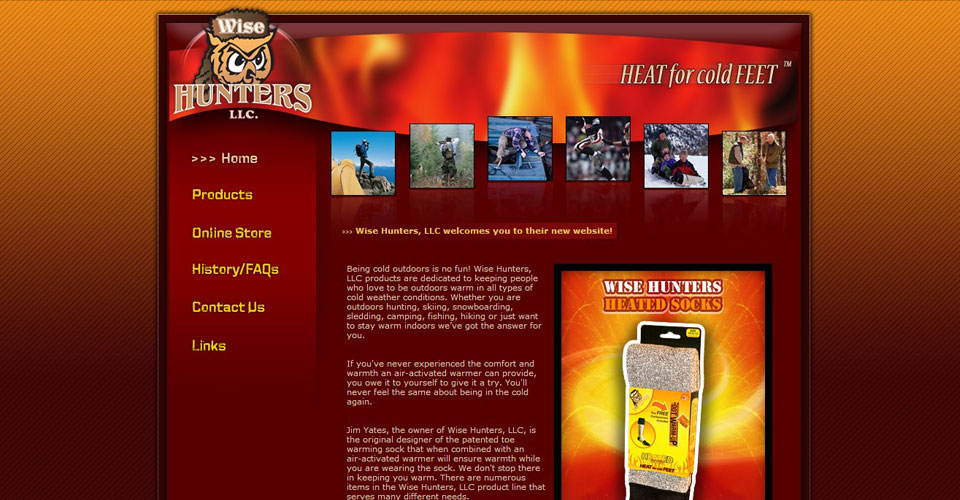 Wise
HUNTERS
LLC.
HEAT for cold FEET ™
>>> Home
Products
Online Store
History/FAQs
Contact Us
Links
>>> Wise Hunters, LLC welcomes you to their new website!
Being cold outdoors is no fun! Wise Hunters,
LLC products are dedicated to keeping people
who love to be outdoors warm in all types of
cold weather conditions. Whether you are
outdoors hunting, skiing, snowboarding,
sledding, camping, fishing, hiking or just want
to stay warm indoors we've got the answer for
you.
If you've never experienced the comfort and
warmth an air-activated warmer can provide,
you owe it to yourself to give it a try. You'll
never feel the same about being in the cold
again.
Jim Yates, the owner of Wise Hunters, LLC, is
the original designer of the patented toe
warming sock that when combined with an
air-activated warmer will ensure warmth while
you are wearing the sock. We don't stop there
in keeping you warm. There are numerous
items in the Wise Hunters, LLC product line that
serves many different needs.
WISE HUNTERS
HEATED SOCKS
FREE
HEATED
HEAT for cold FEET